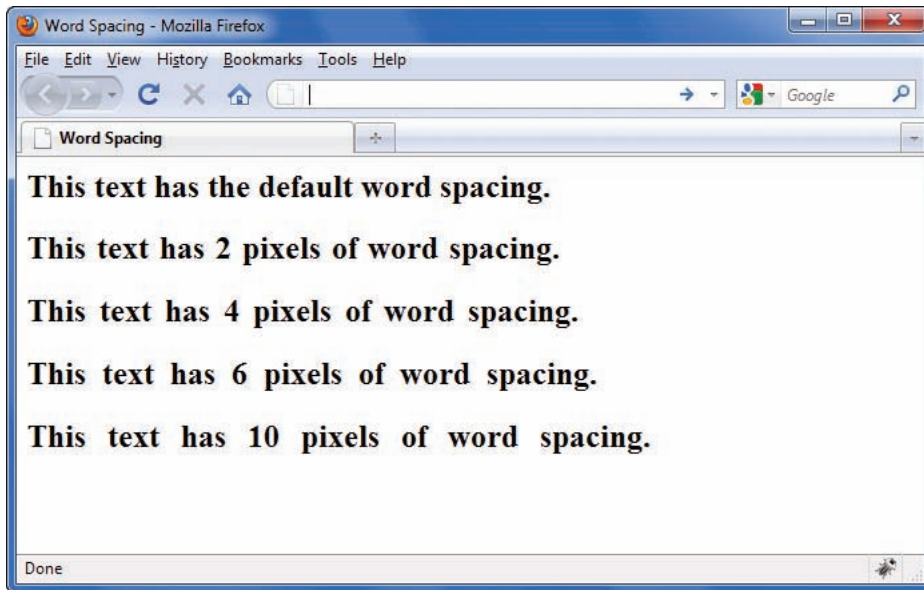 Word Spacing - Mozilla Firefox
File Edit View History Bookmarks Tools Help
Google
Word Spacing
This text has the default word spacing.
This text has 2 pixels of word spacing.
This text has 4 pixels of word spacing.
This text has 6 pixels of word spacing.
This text has 10 pixels of word spacing.
Done